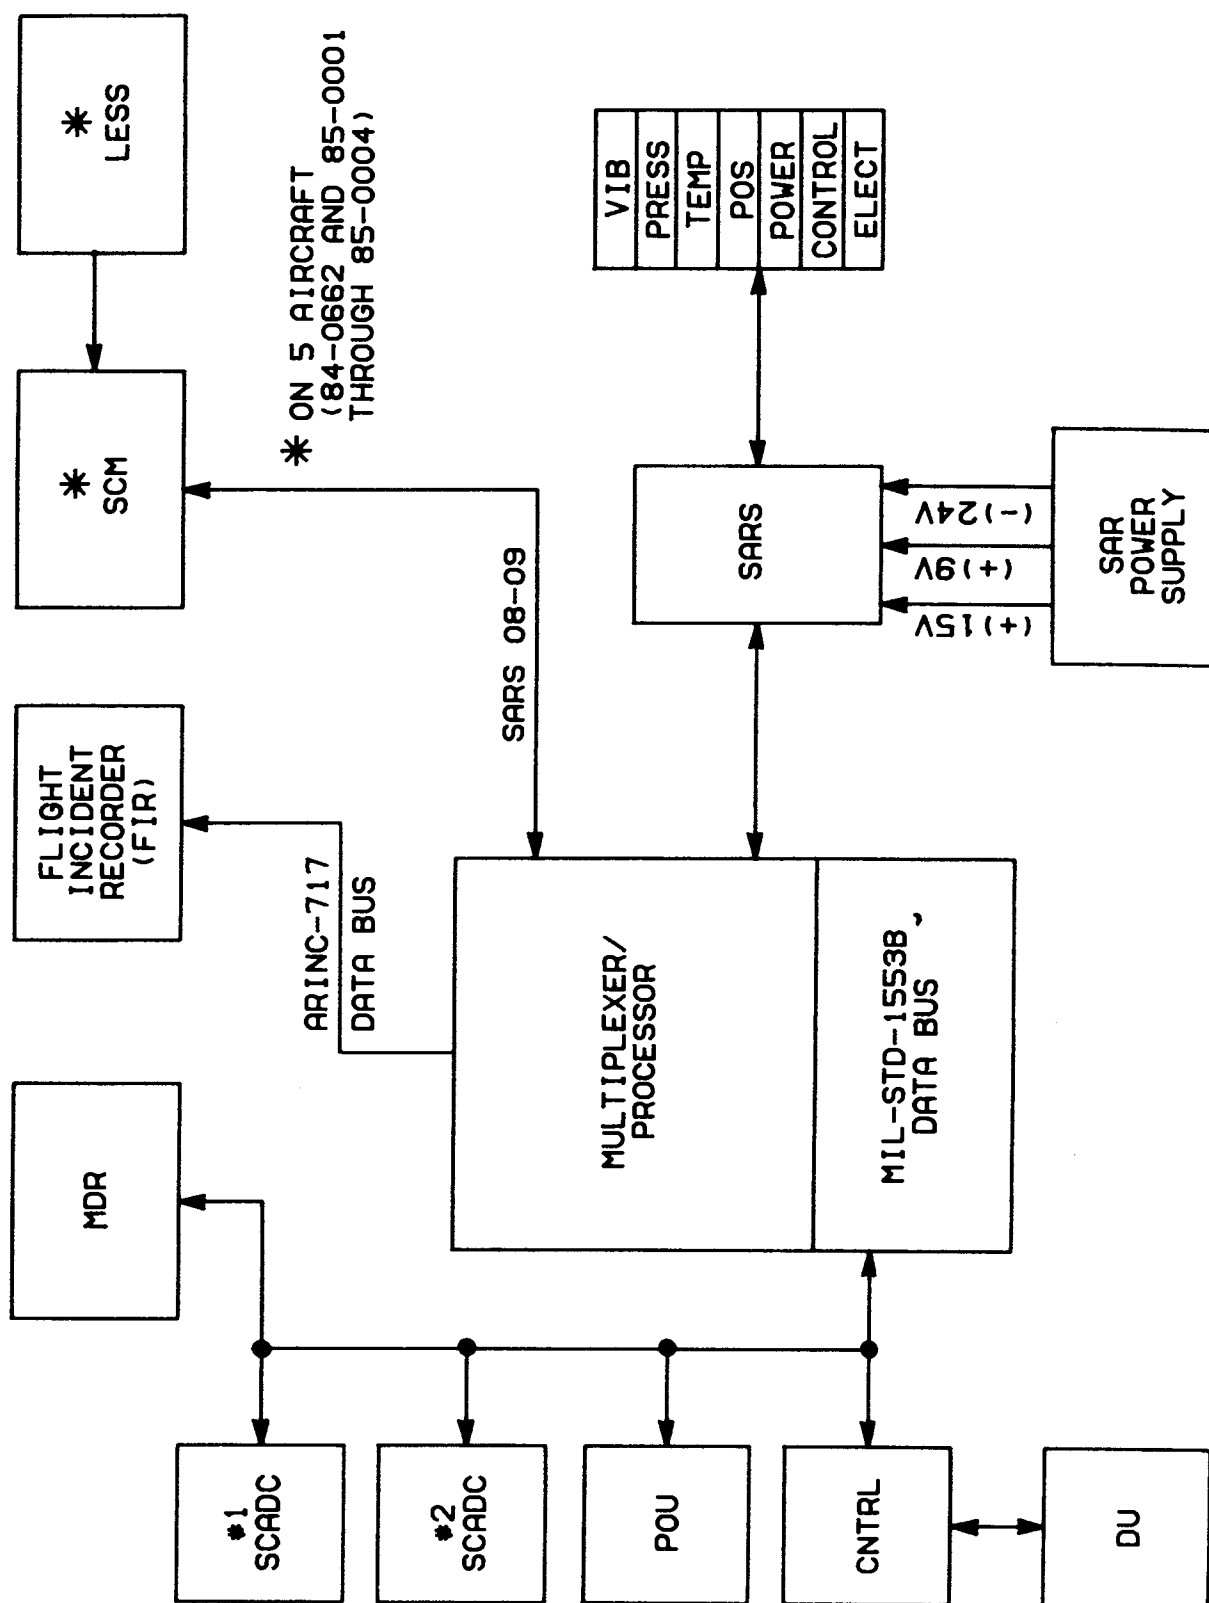 #1
SCADC
#2
SCADC
POU
CNTRL
DU
MDR
FLIGHT
INCIDENT
RECORDER
(FIR)
ARINC-717
DATA BUS
MULTIPLEXER/
PROCESSOR
MIL-STD-1553B
DATA BUS
* SCM
* LESS
* ON 5 AIRCRAFT
(84-0662 AND 85-0001
THROUGH 85-0004)
SARS 08-09
SARS
(+)15V
(+)9V
(-)24V
SAR
POWER
SUPPLY
VIB
PRESS
TEMP
POS
POWER
CONTROL
ELECT